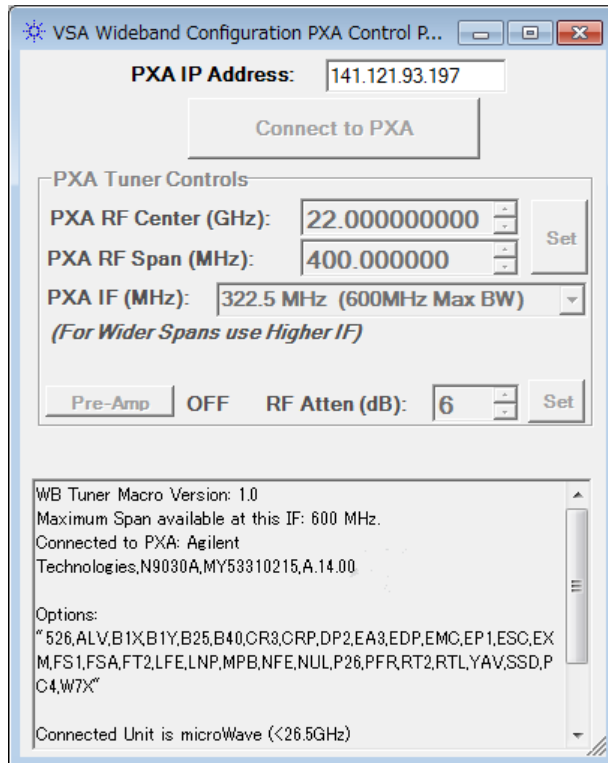 VSA Wideband Configuration PXA Control P...
PXA IP Address: 141.121.93.197
Connect to PXA
PXA Tuner Controls
PXA RF Center (GHz): 22.000000000
Set
PXA RF Span (MHz): 400.000000
PXA IF (MHz): 322.5 MHz (600MHz Max BW)
(For Wider Spans use Higher IF)
Pre-Amp OFF RF Atten (dB): 6 Set
WB Tuner Macro Version: 1.0
Maximum Span available at this IF: 600 MHz.
Connected to PXA: Agilent
Technologies,N9030A,MY53310215,A.14.00
Options:
"526,ALV,B1X,B1Y,B25,B40,CR3,CRP,DP2,EA3,EDP,EMC,EP1,ESC,EX
M,FS1,FSA,FT2,LFE,LNP,MPB,NFE,NUL,P26,PFR,RT2,RTL,YAV,SSD,P
C4,W7X"
Connected Unit is microWave (<26.5GHz)